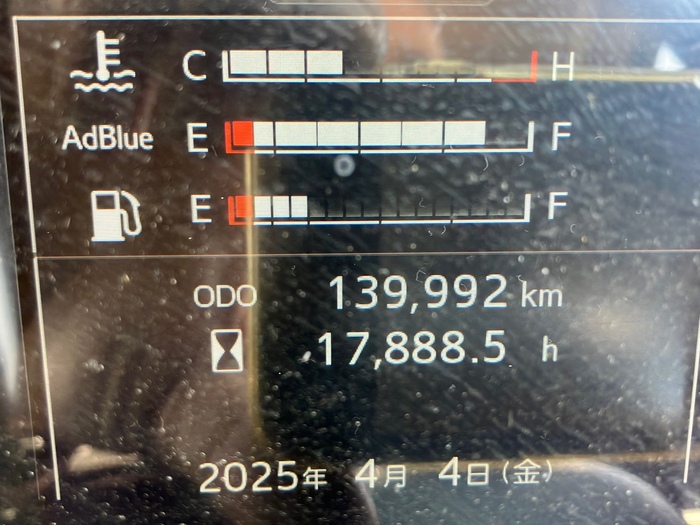 C H
AdBlue E F
E F
ODO 139,992 km
17,888.5 h
2025年 4月 4日(金)